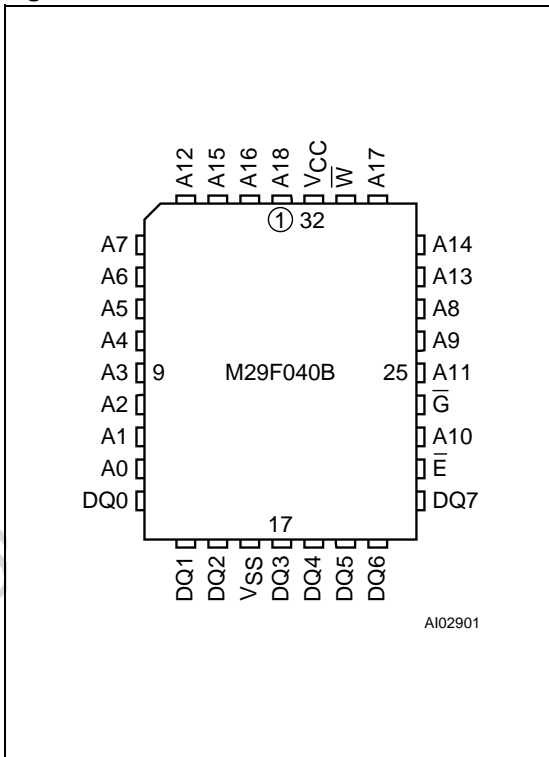 A12 A15 A16 A18 VCC W̅ A17
① 32
A7 A14
A6 A13
A5 A8
A4 A9
A3 9 M29F040B 25 A11
A2 G̅
A1 A10
A0 E̅
DQ0 DQ7
17
DQ1 DQ2 VSS DQ3 DQ4 DQ5 DQ6
AI02901